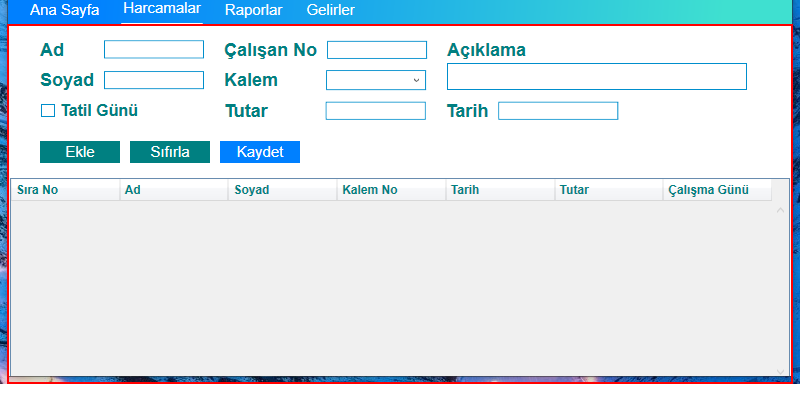 Ana Sayfa Harcamalar Raporlar Gelirler
Ad Çalışan No Açıklama
Soyad Kalem
Tatil Günü Tutar Tarih
Ekle Sıfırla Kaydet
Sıra No Ad Soyad Kalem No Tarih Tutar Çalışma Günü